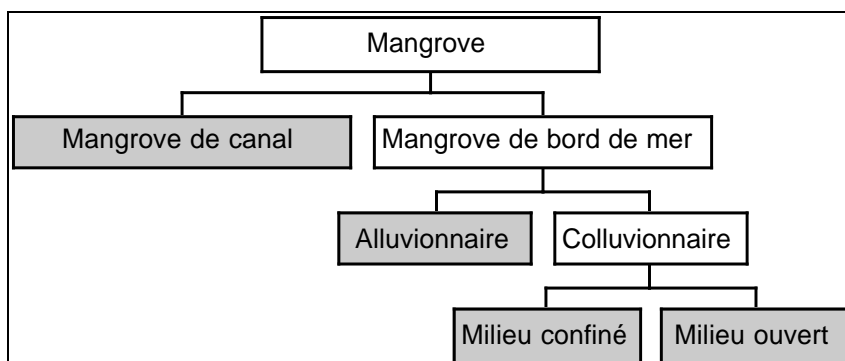 Mangrove
Mangrove de canal
Mangrove de bord de mer
Alluvionnaire
Colluvionnaire
Milieu confiné
Milieu ouvert